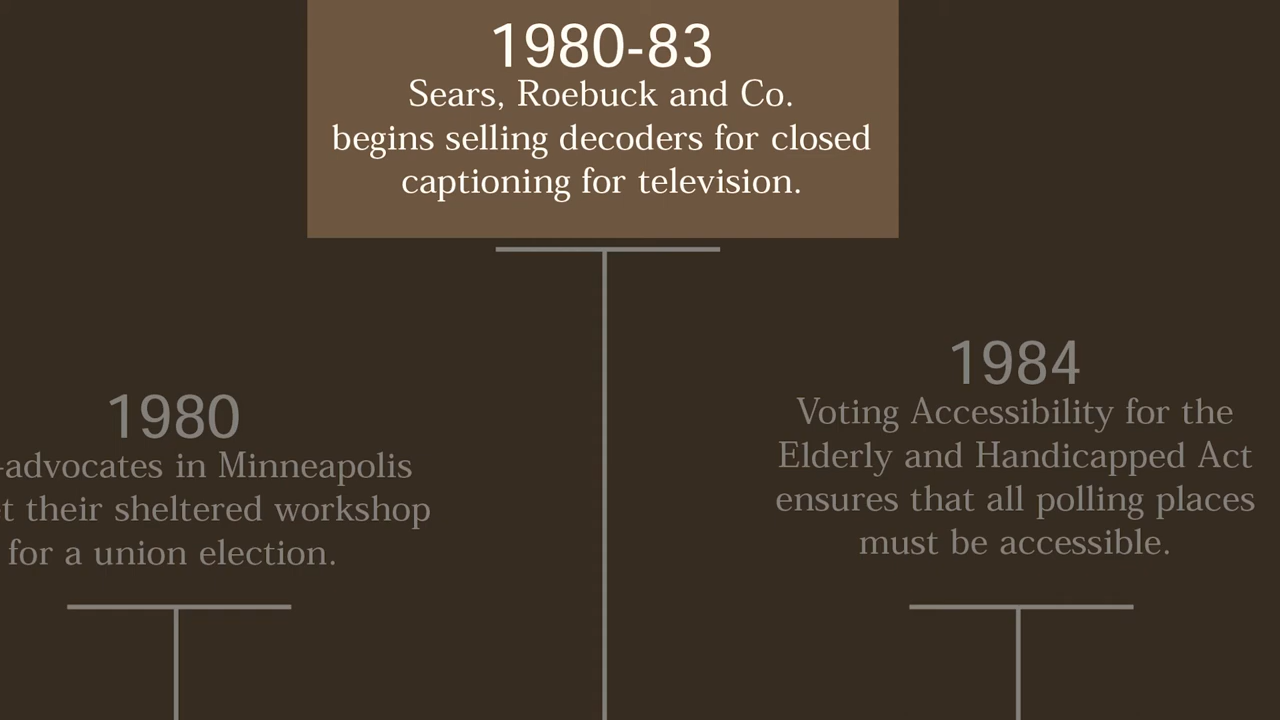 1980-83
Sears, Roebuck and Co.
begins selling decoders for closed
captioning for television.
1980
-advocates in Minneapolis
their sheltered workshop
for a union election.
1984
Voting Accessibility for the
Elderly and Handicapped Act
ensures that all polling places
must be accessible.